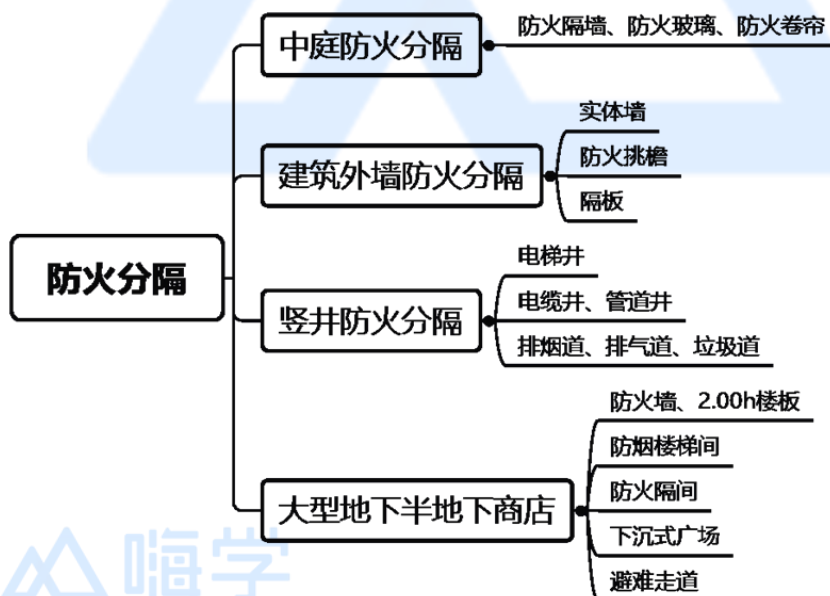 防火分隔
中庭防火分隔
防火隔墙、防火玻璃、防火卷帘
建筑外墙防火分隔
实体墙
防火挑檐
隔板
竖井防火分隔
电梯井
电缆井、管道井
排烟道、排气道、垃圾道
大型地下半地下商店
防火墙、2.00h楼板
防烟楼梯间
防火隔间
下沉式广场
避难走道
嗨学